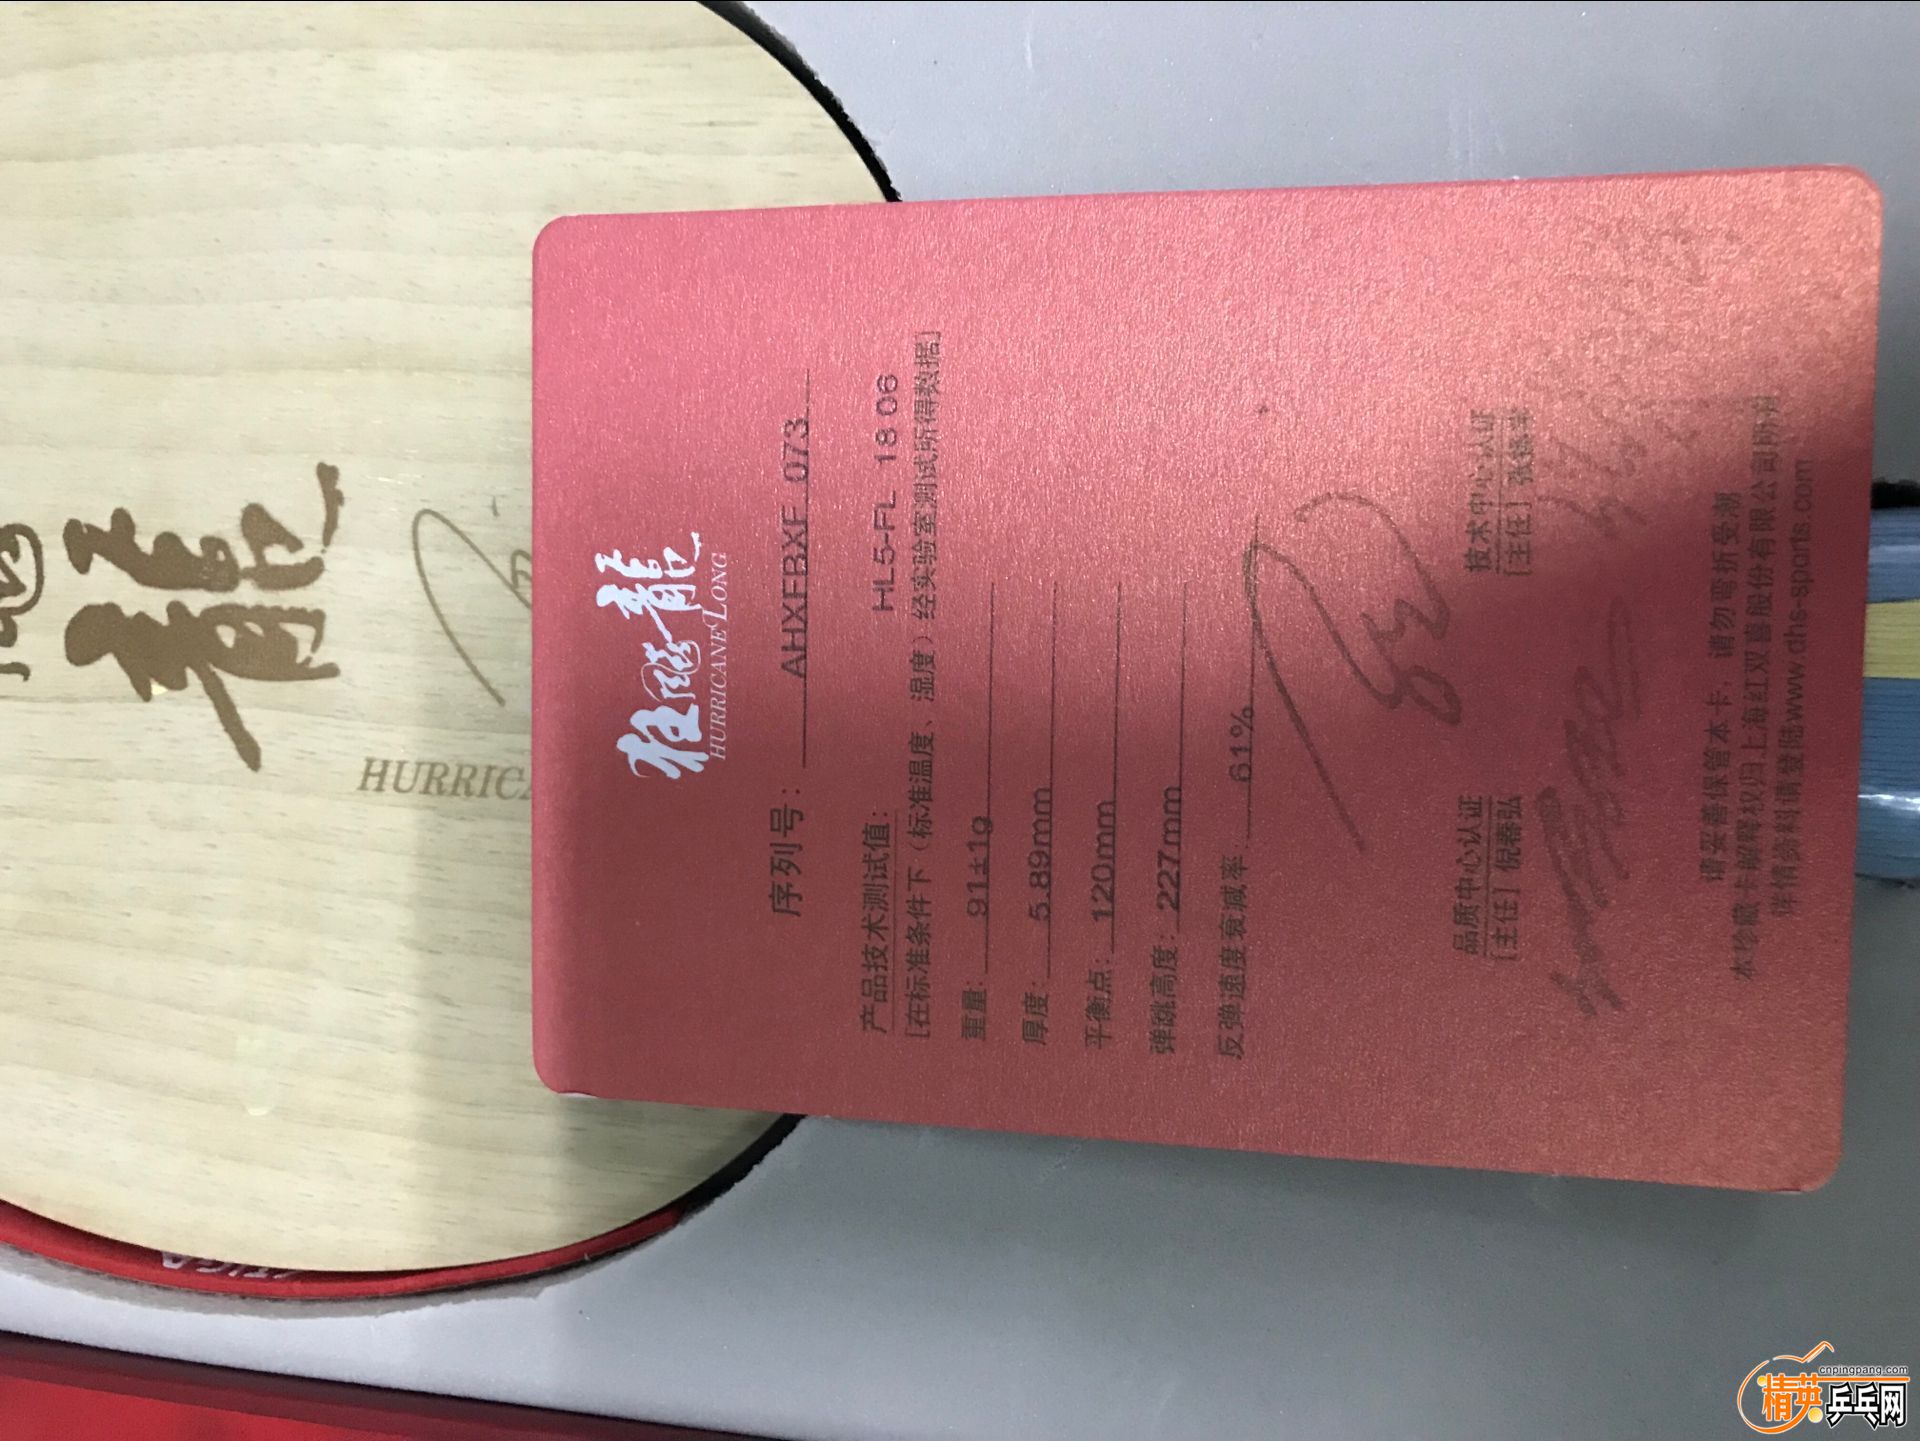 龍
HURRIC
狂飚龍
HURRICANE LONG
序列号: AHXFBXF 073
产品技术测试值: HL5-FL 1806
[在标准条件下(标准温度、湿度)经实验室测试所得数据]
重量: 91±1g
厚度: 5.89mm
平衡点: 120mm
弹跳高度: 227mm
反弹速度衰减率: 61%
品质中心认证
[主任] 倪春弘
技术中心认证
[主任]
请妥善保管本卡,请勿弯折受潮
本珍藏卡解释权归上海红双喜股份有限公司所有
详情资料请登陆www.dhs-sports.com
cnpingpang.com
精英乒乓网